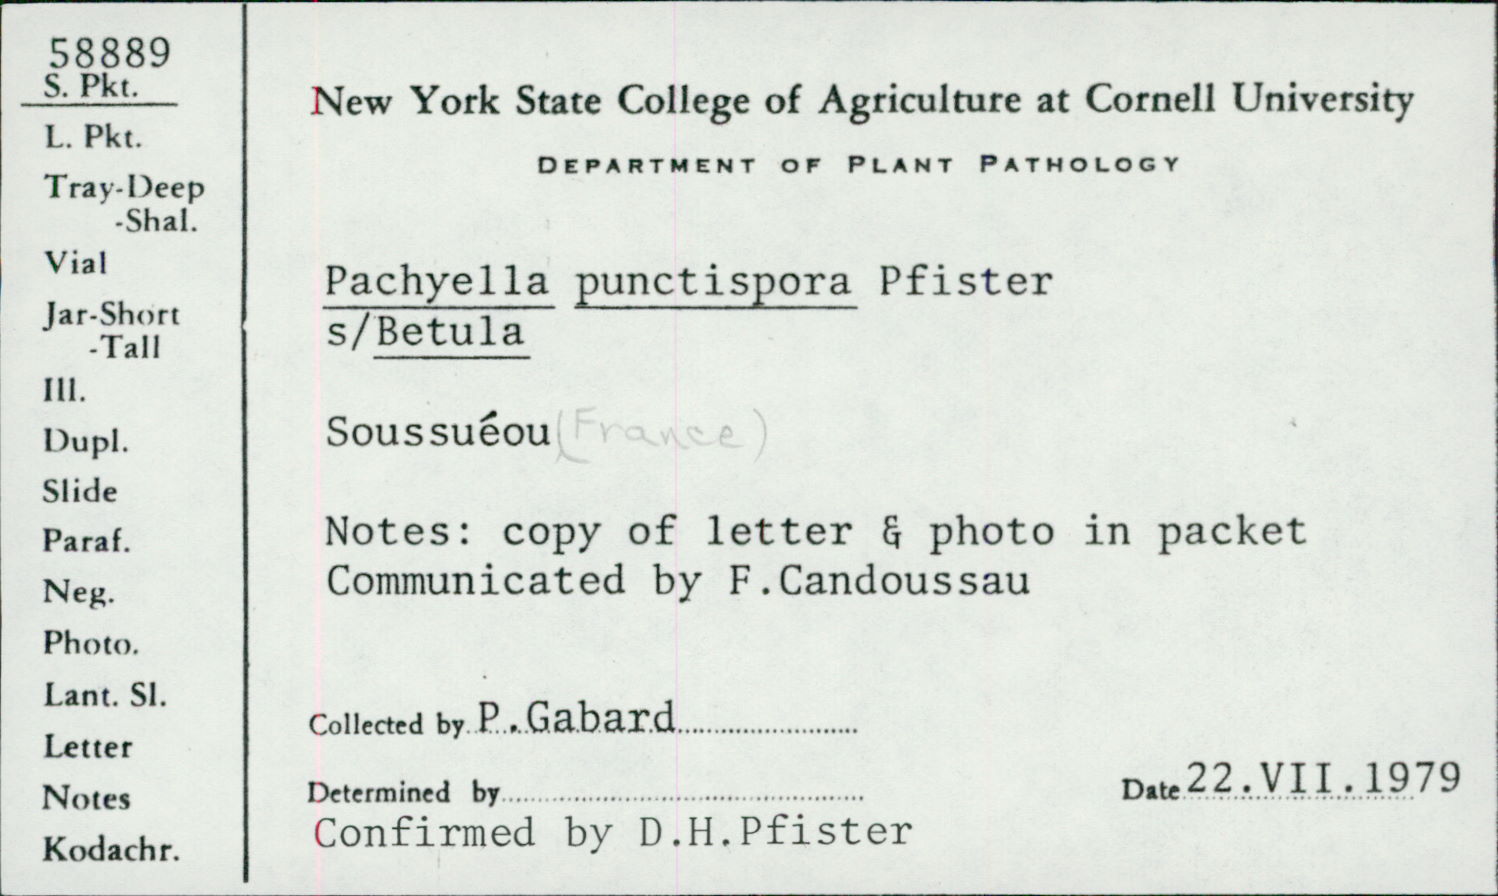 58889
S. Pkt.
L. Pkt.
Tray-Deep
-Shal.
Vial
Jar-Short
-Tall
Ill.
Dupl.
Slide
Paraf.
Neg.
Photo.
Lant. Sl.
Letter
Notes
Kodachr.
New York State College of Agriculture at Cornell University
DEPARTMENT OF PLANT PATHOLOGY
Pachyella punctispora Pfister
s/Betula
Soussuéou (France)
Notes: copy of letter & photo in packet
Communicated by F.Candoussau
Collected by P.Gabard
Determined by
Date 22.VII.1979
Confirmed by D.H.Pfister